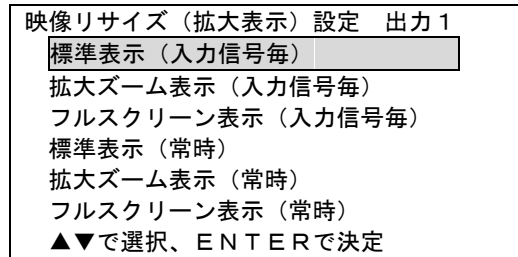 映像リサイズ（拡大表示）設定　出力１
標準表示（入力信号毎）
拡大ズーム表示（入力信号毎）
フルスクリーン表示（入力信号毎）
標準表示（常時）
拡大ズーム表示（常時）
フルスクリーン表示（常時）
▲▼で選択、ＥＮＴＥＲで決定